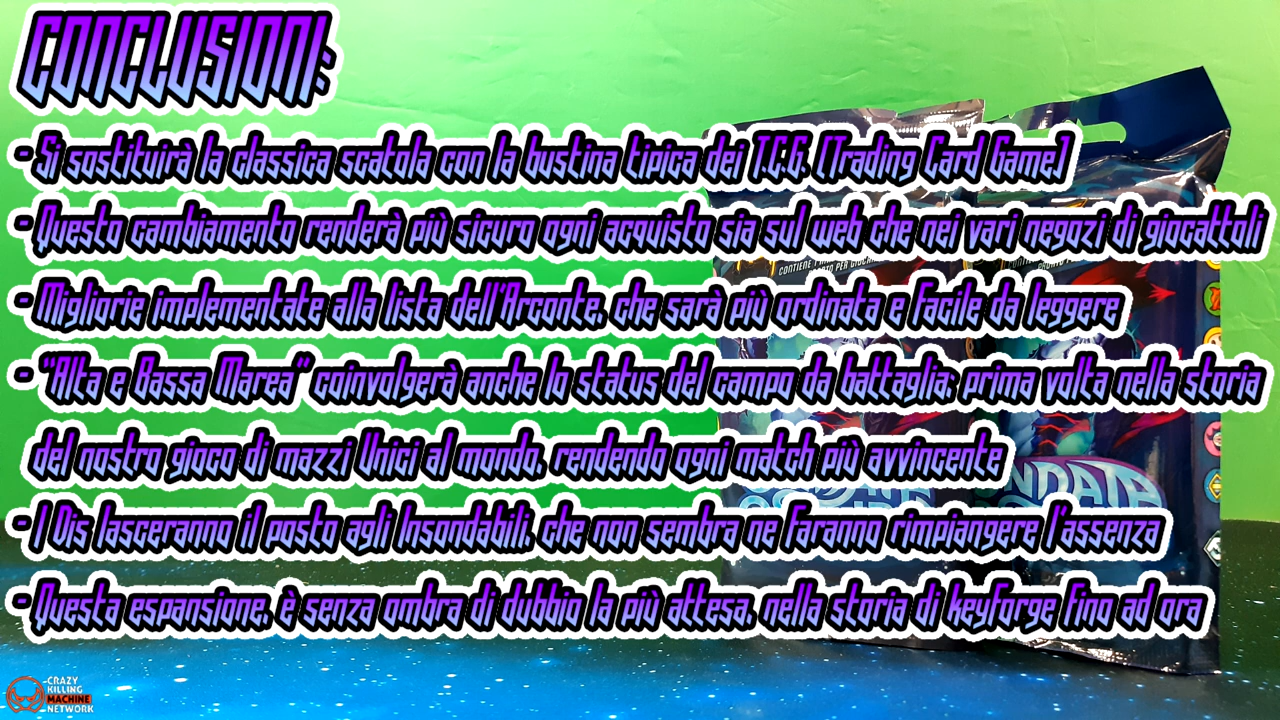 CONCLUSIONI:
- Si sostituirà la classica scatola con la bustina tipica dei T.C.G. (Trading Card Game)
- Questo cambiamento renderà più sicuro ogni acquisto sia sul web che nei vari negozi di giocattoli
CONTIENE 1
PER GIOCA
- Migliorie implementate alla lista dell'Arconte, che sarà più ordinata e facile da leggere
- "Alta e Bassa Marea" coinvolgerà anche lo status del campo da battaglia; prima volta nella storia
del nostro gioco di mazzi Unici al mondo, rendendo ogni match più avvincente
- I Dis lasceranno il posto agli Insondabili, che non sembra ne faranno rimpiangere l'assenza
- Questa espansione, è senza ombra di dubbio la più attesa, nella storia di keyforge fino ad ora
CRAZY
KILLING
MACHINE
NETWORK